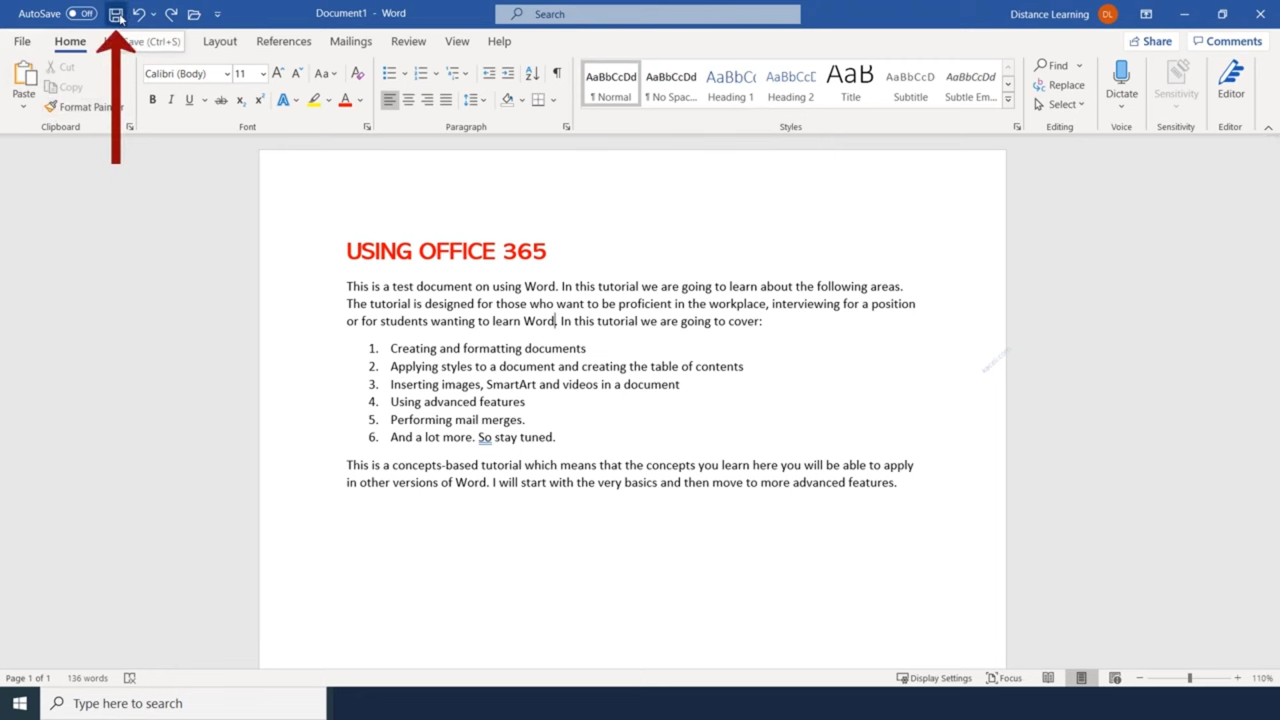 AutoSave Off
Document1 - Word
Search
Distance Learning DL
File Home Layout References Mailings Review View Help
Save (Ctrl+S)
Share Comments
Paste
Cut
Copy
Format Painter
Clipboard
Calibri (Body) 11
Font
Paragraph
AaBbCcDd AaBbCcDd AaBbCc AaBbCcD AaB AaBbCcD AaBbCcDd
¶ Normal ¶ No Spac... Heading 1 Heading 2 Title Subtitle Subtle Em...
Styles
Find
Replace
Select
Editing
Dictate
Voice
Sensitivity
Sensitivity
Editor
Editor
USING OFFICE 365
This is a test document on using Word. In this tutorial we are going to learn about the following areas.
The tutorial is designed for those who want to be proficient in the workplace, interviewing for a position
or for students wanting to learn Word. In this tutorial we are going to cover:
1. Creating and formatting documents
2. Applying styles to a document and creating the table of contents
3. Inserting images, SmartArt and videos in a document
4. Using advanced features
5. Performing mail merges.
6. And a lot more. So stay tuned.
This is a concepts-based tutorial which means that the concepts you learn here you will be able to apply
in other versions of Word. I will start with the very basics and then move to more advanced features.
Page 1 of 1 136 words
Display Settings Focus 110%
Type here to search